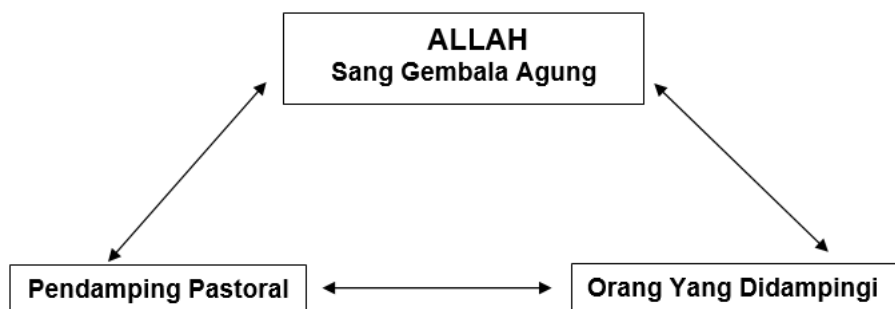 ALLAH
Sang Gembala Agung
Pendamping Pastoral
Orang Yang Didampingi